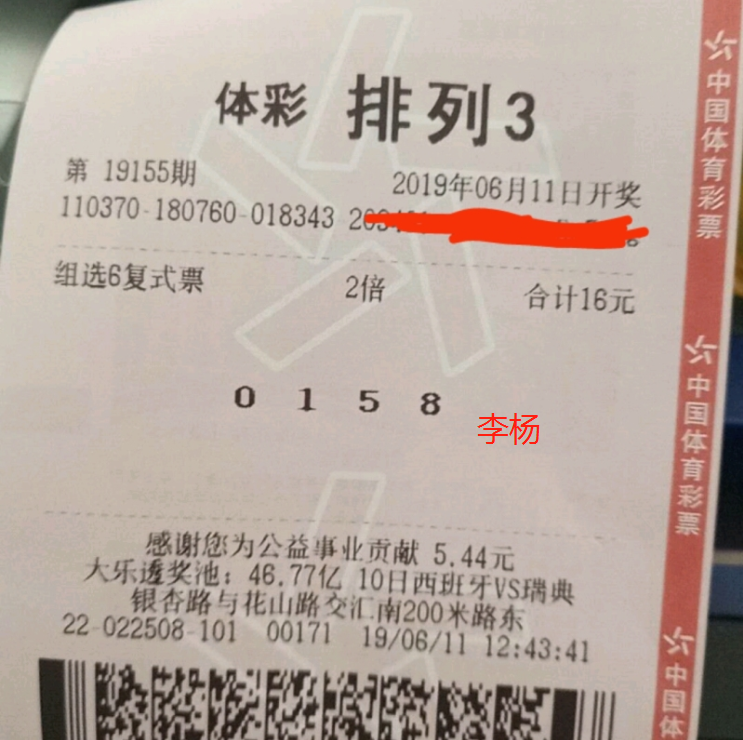 体彩 排列3
第 19155期
2019年06月11日开奖
110370-180760-018343
组选6复式票 2倍 合计16元
0 1 5 8
李杨
感谢您为公益事业贡献 5.44元
大乐透奖池：46.77亿 10日西班牙VS瑞典
银杏路与花山路交汇南200米路东
22-022508-101 00171 19/06/11 12:43:41
中国体育彩票
中国体育彩票
中国体